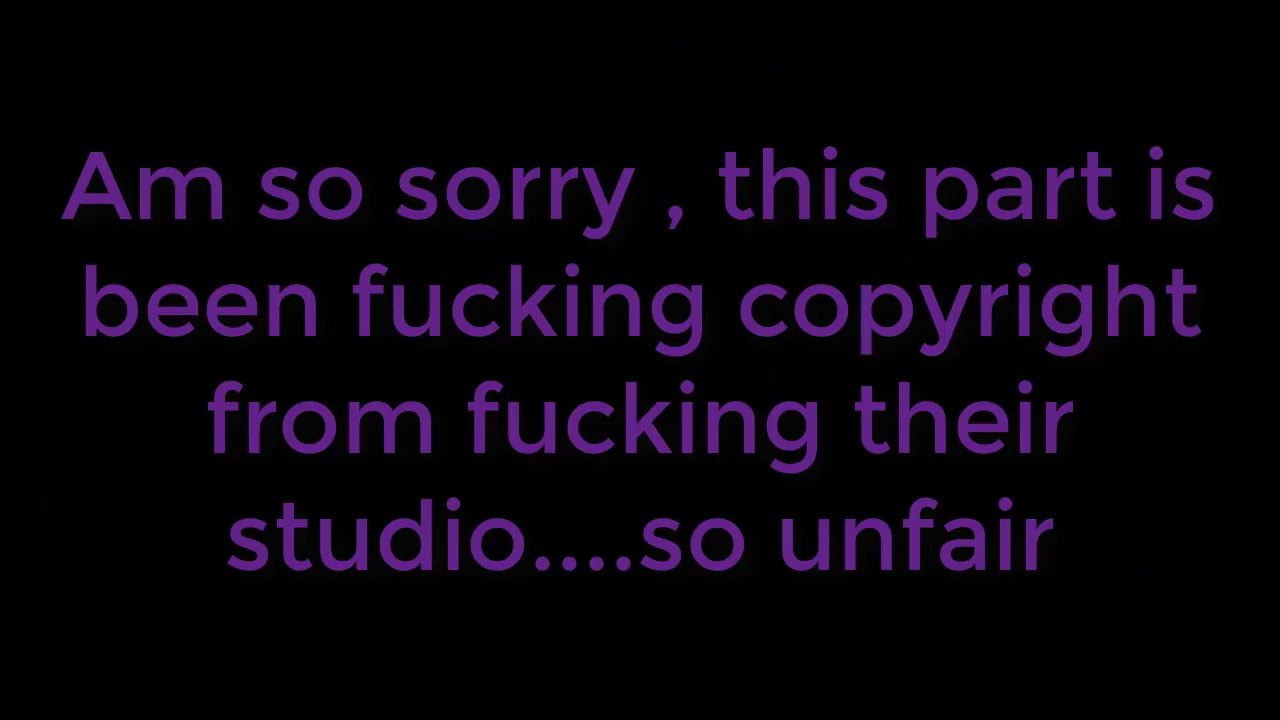 Am so sorry , this part is
been fucking copyright
from fucking their
studio....so unfair